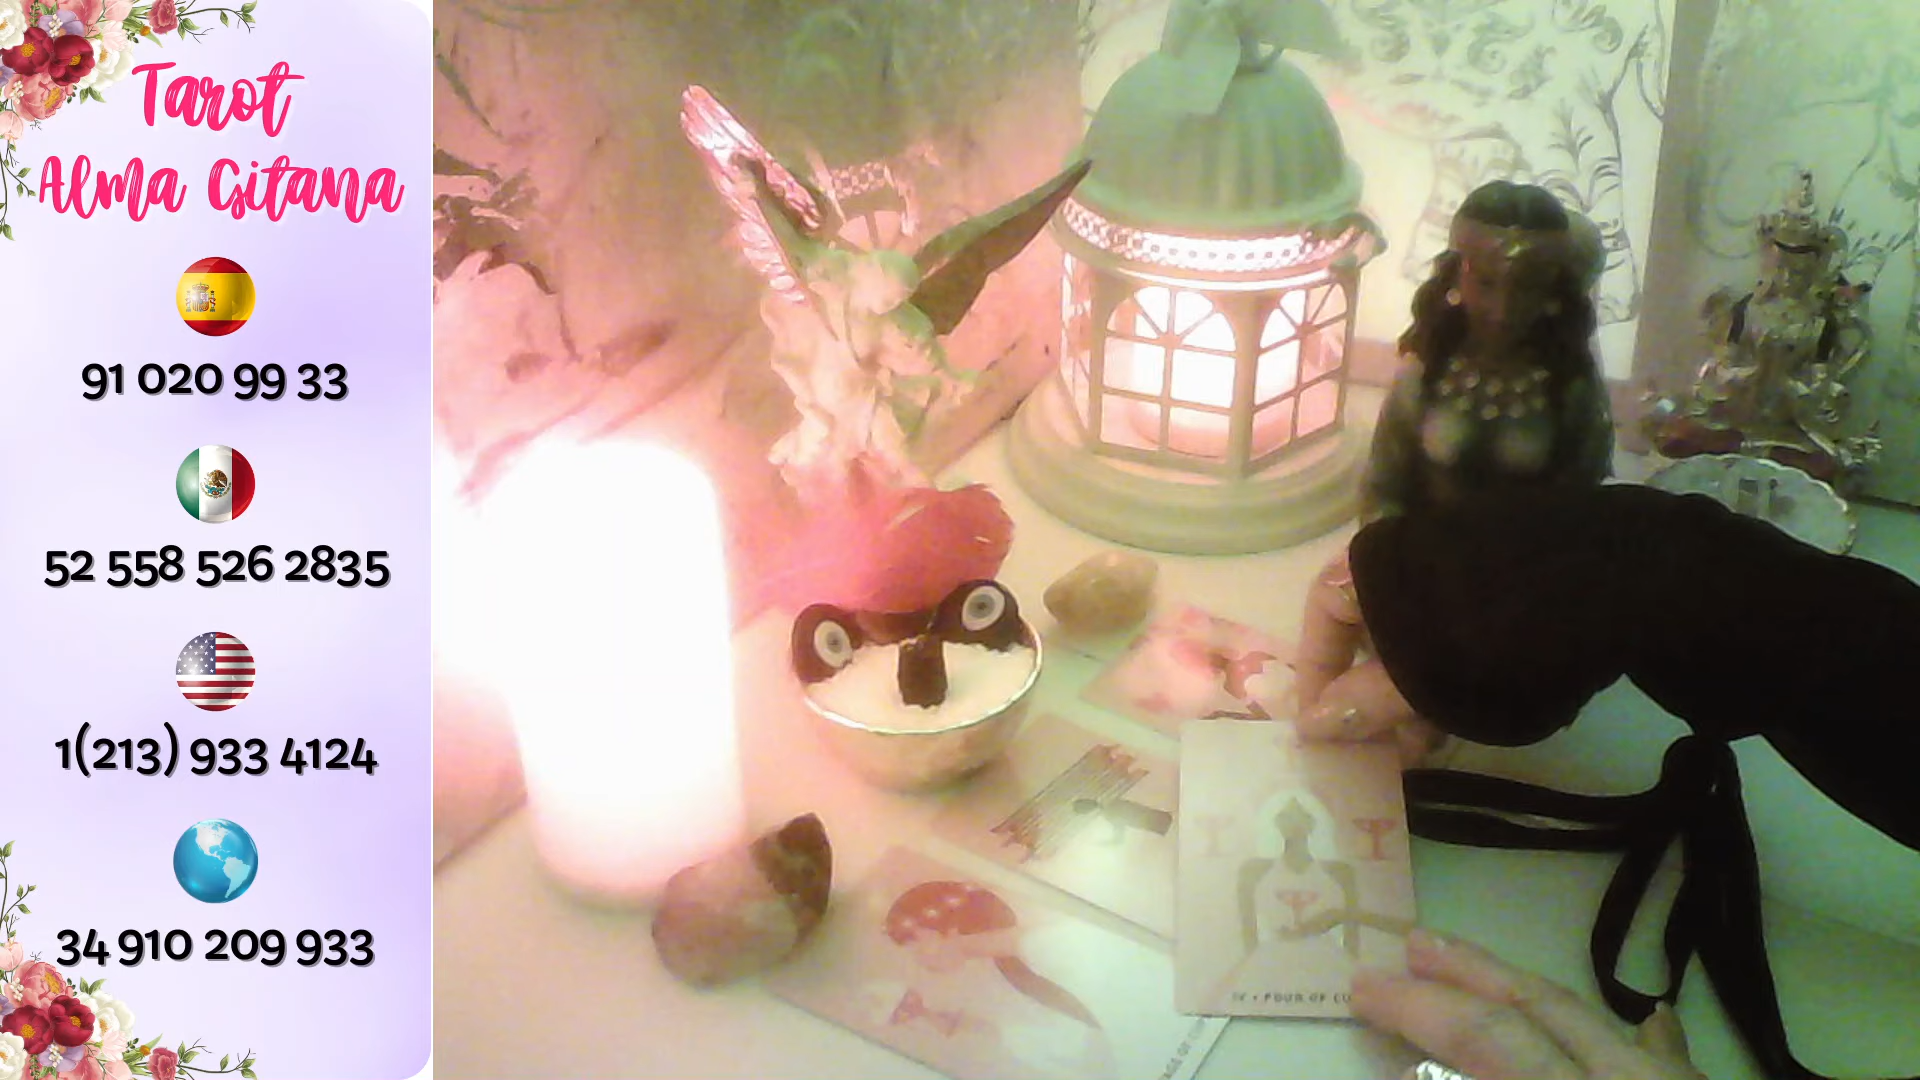 Tarot
Alma Gitana
91 020 99 33
52 558 526 2835
1(213) 933 4124
34 910 209 933
IV • FOUR OF